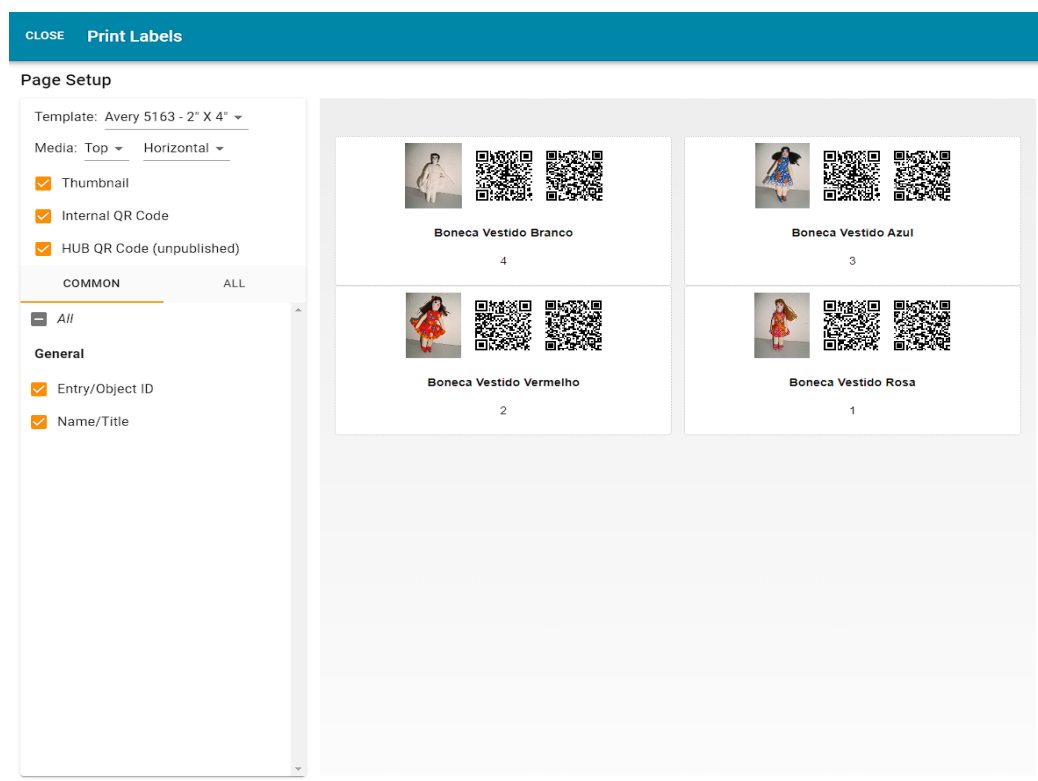 CLOSE Print Labels
Page Setup
Template: Avery 5163 - 2" X 4"
Media: Top Horizontal
Thumbnail
Internal QR Code
HUB QR Code (unpublished)
COMMON ALL
All
General
Entry/Object ID
Name/Title
Boneca Vestido Branco
4
Boneca Vestido Azul
3
Boneca Vestido Vermelho
2
Boneca Vestido Rosa
1